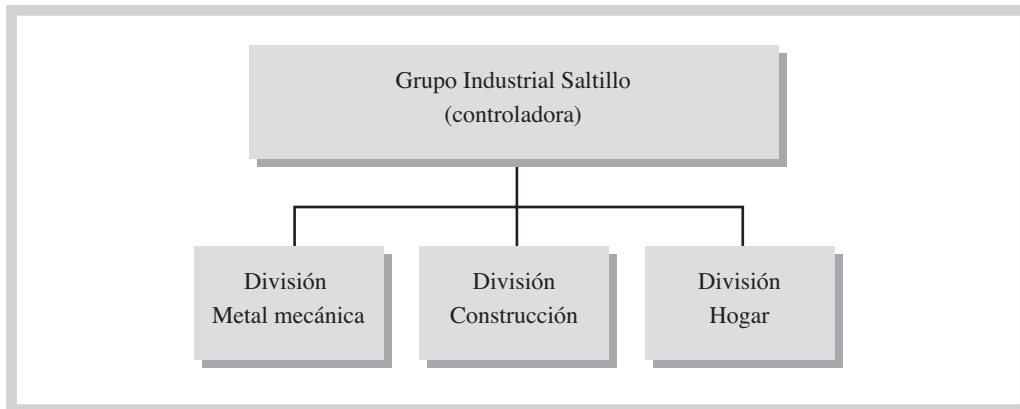 Grupo Industrial Saltillo
(controladora)
División
Metal mecánica
División
Construcción
División
Hogar